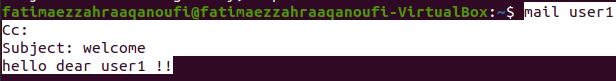 fatimaezzahraaqanoufi@fatimaezzahraaqanoufi-VirtualBox:~$ mail user1
Cc:
Subject: welcome
hello dear user1 !!